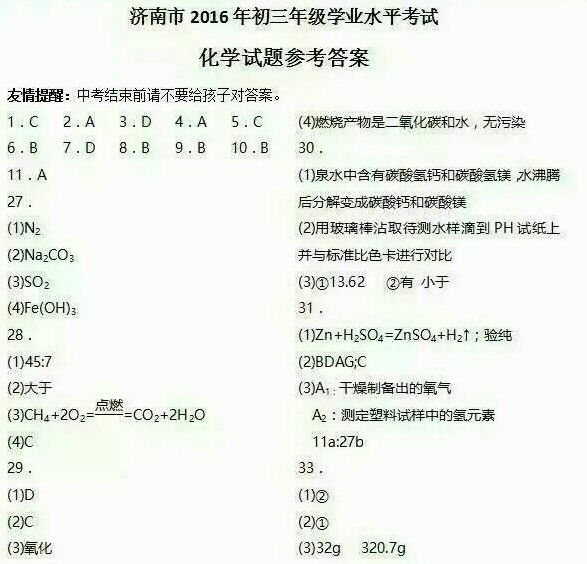 济南市 2016 年初三年级学业水平考试
化学试题参考答案
友情提醒：中考结束前请不要给孩子对答案。
1．C 2．A 3．D 4．A 5．C
6．B 7．D 8．B 9．B 10．B
11．A
27．
(1)N₂
(2)Na₂CO₃
(3)SO₂
(4)Fe(OH)₃
28．
(1)45:7
(2)大于
(3)CH₄+2O₂=点燃=CO₂+2H₂O
(4)C
29．
(1)D
(2)C
(3)氧化
(4)燃烧产物是二氧化碳和水，无污染
30．
(1)泉水中含有碳酸氢钙和碳酸氢镁,水沸腾
后分解变成碳酸钙和碳酸镁
(2)用玻璃棒沾取待测水样滴到 PH 试纸上
并与标准比色卡进行对比
(3)①13.62 ②有 小于
31．
(1)Zn+H₂SO₄=ZnSO₄+H₂↑；验纯
(2)BDAG;C
(3)A₁：干燥制备出的氧气
A₂：测定塑料试样中的氢元素
11a:27b
33．
(1)②
(2)①
(3)32g 320.7g